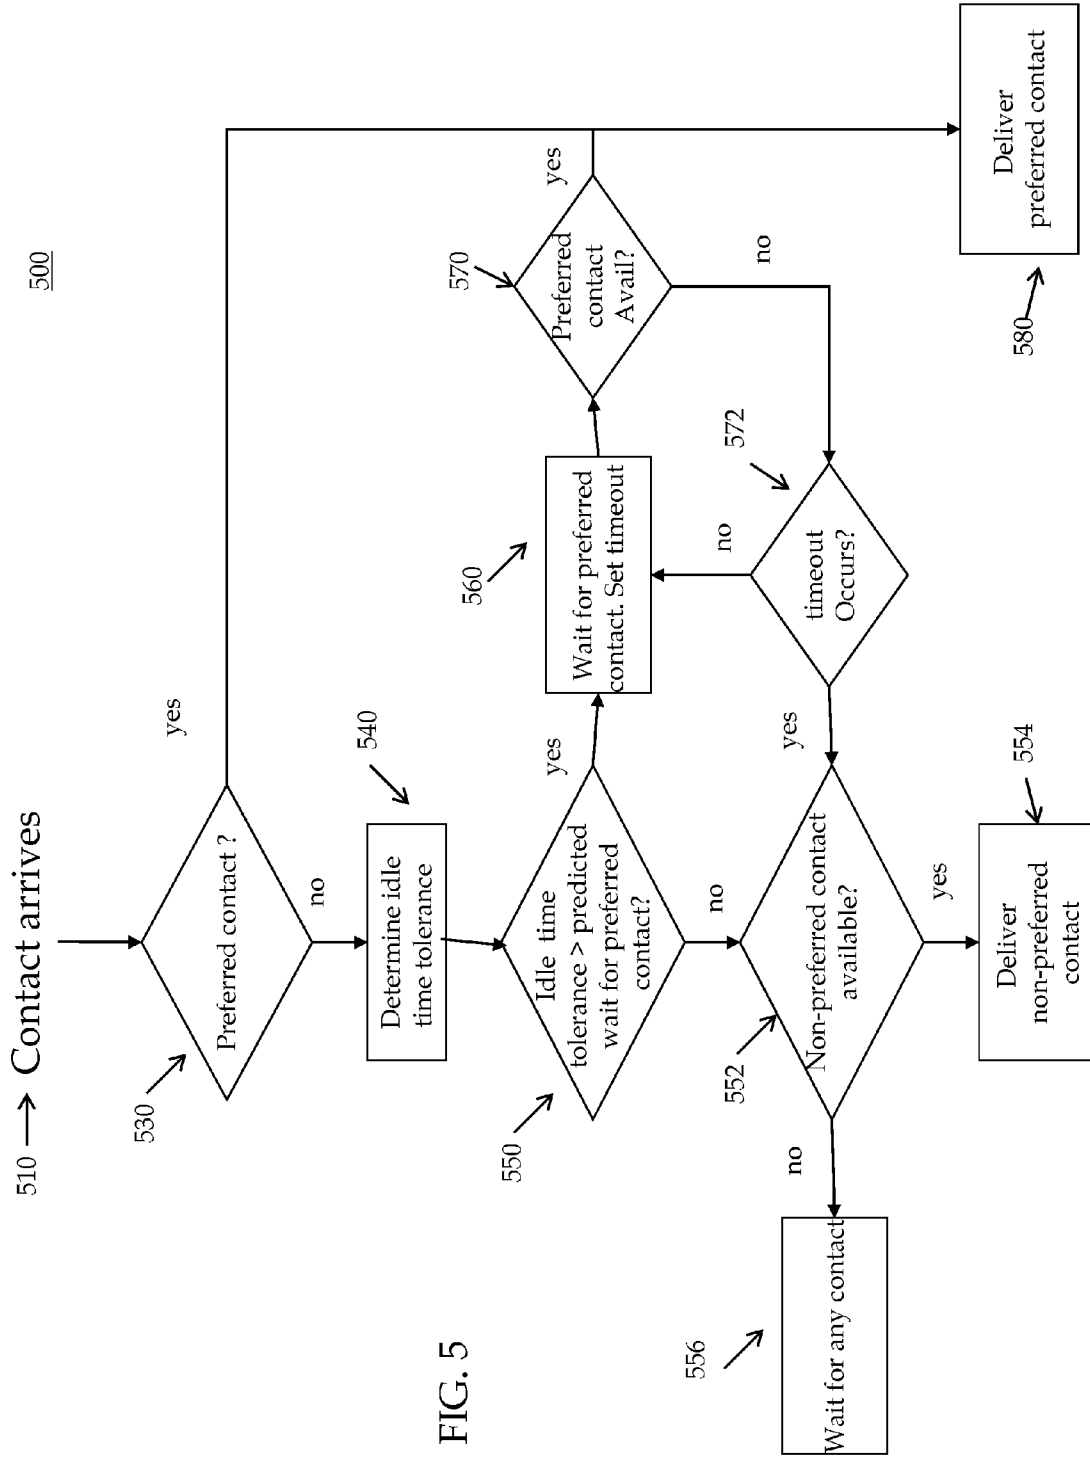 500
510
Contact arrives
530
Preferred contact ?
yes
no
540
Determine idle
time tolerance
550
Idle time
tolerance > predicted
wait for preferred
contact?
yes
no
560
Wait for preferred
contact. Set timeout
570
Preferred
contact
Avail?
yes
no
572
timeout
Occurs?
no
yes
552
Non-preferred contact
available?
no
yes
556
Wait for any contact
554
Deliver
non-preferred
contact
580
Deliver
preferred contact
FIG. 5